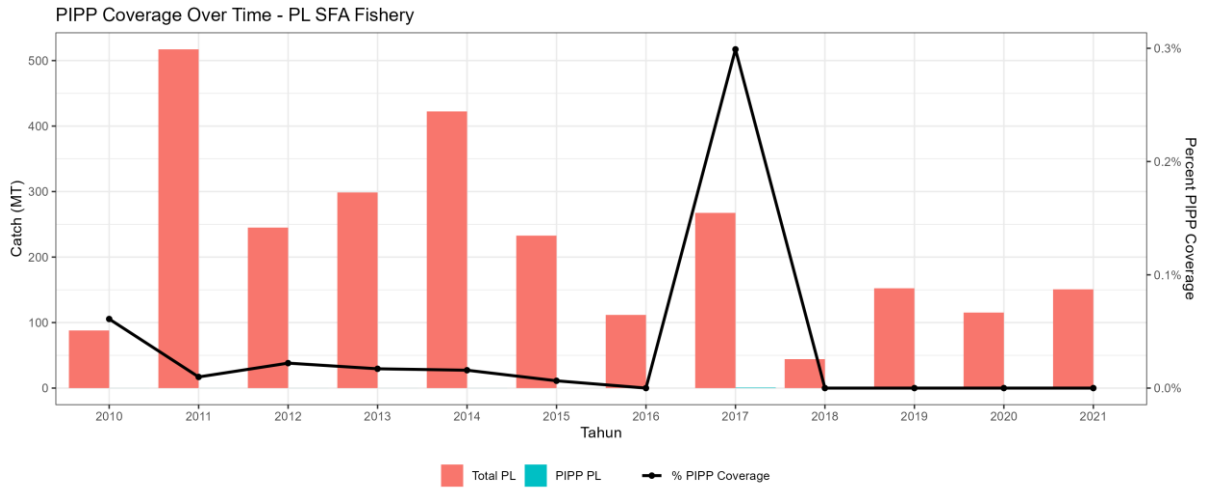 PIPP Coverage Over Time - PL SFA Fishery
500
400
300
200
100
0
Catch (MT)
0.3%
0.2%
0.1%
0.0%
Percent PIPP Coverage
2010 2011 2012 2013 2014 2015 2016 2017 2018 2019 2020 2021
Tahun
Total PL PIPP PL % PIPP Coverage